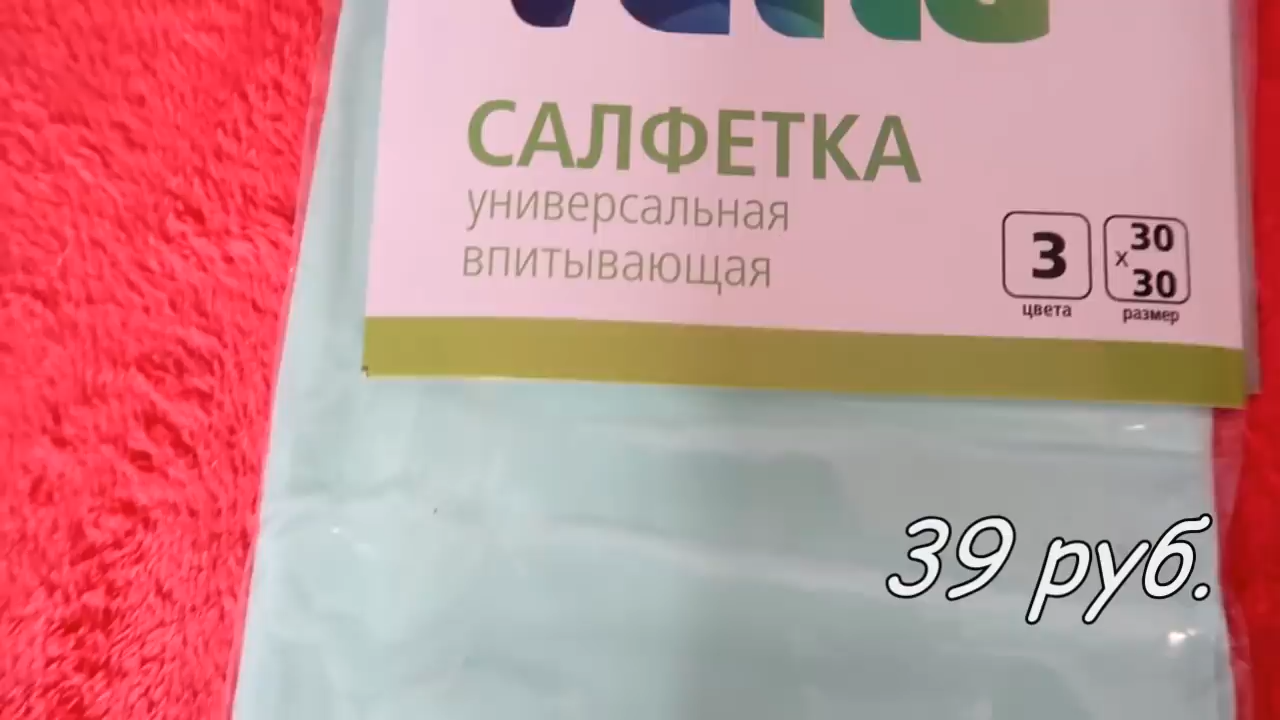 САЛФЕТКА
универсальная
впитывающая
3
цвета
x 30
30
размер
39 руб.